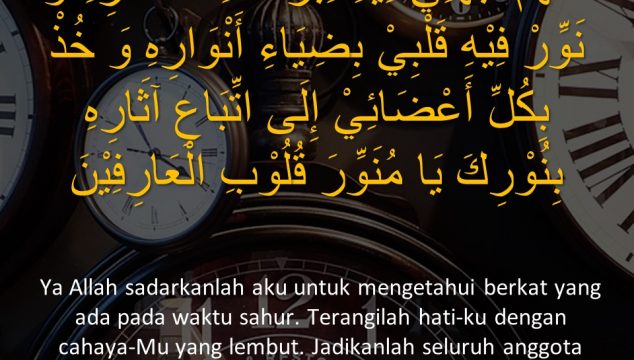 نَوِّرْ فِيْهِ قَلْبِيْ بِضِيَاءِ أَنْوَارِهِ وَ خُذْ
بِكُلِّ أَعْضَائِيْ إِلَى اتِّبَاعِ آثَارِهِ
بِنُوْرِكَ يَا مُنَوِّرَ قُلُوْبِ الْعَارِفِيْنَ
Ya Allah sadarkanlah aku untuk mengetahui berkat yang
ada pada waktu sahur. Terangilah hati-ku dengan
cahaya-Mu yang lembut. Jadikanlah seluruh anggota
12